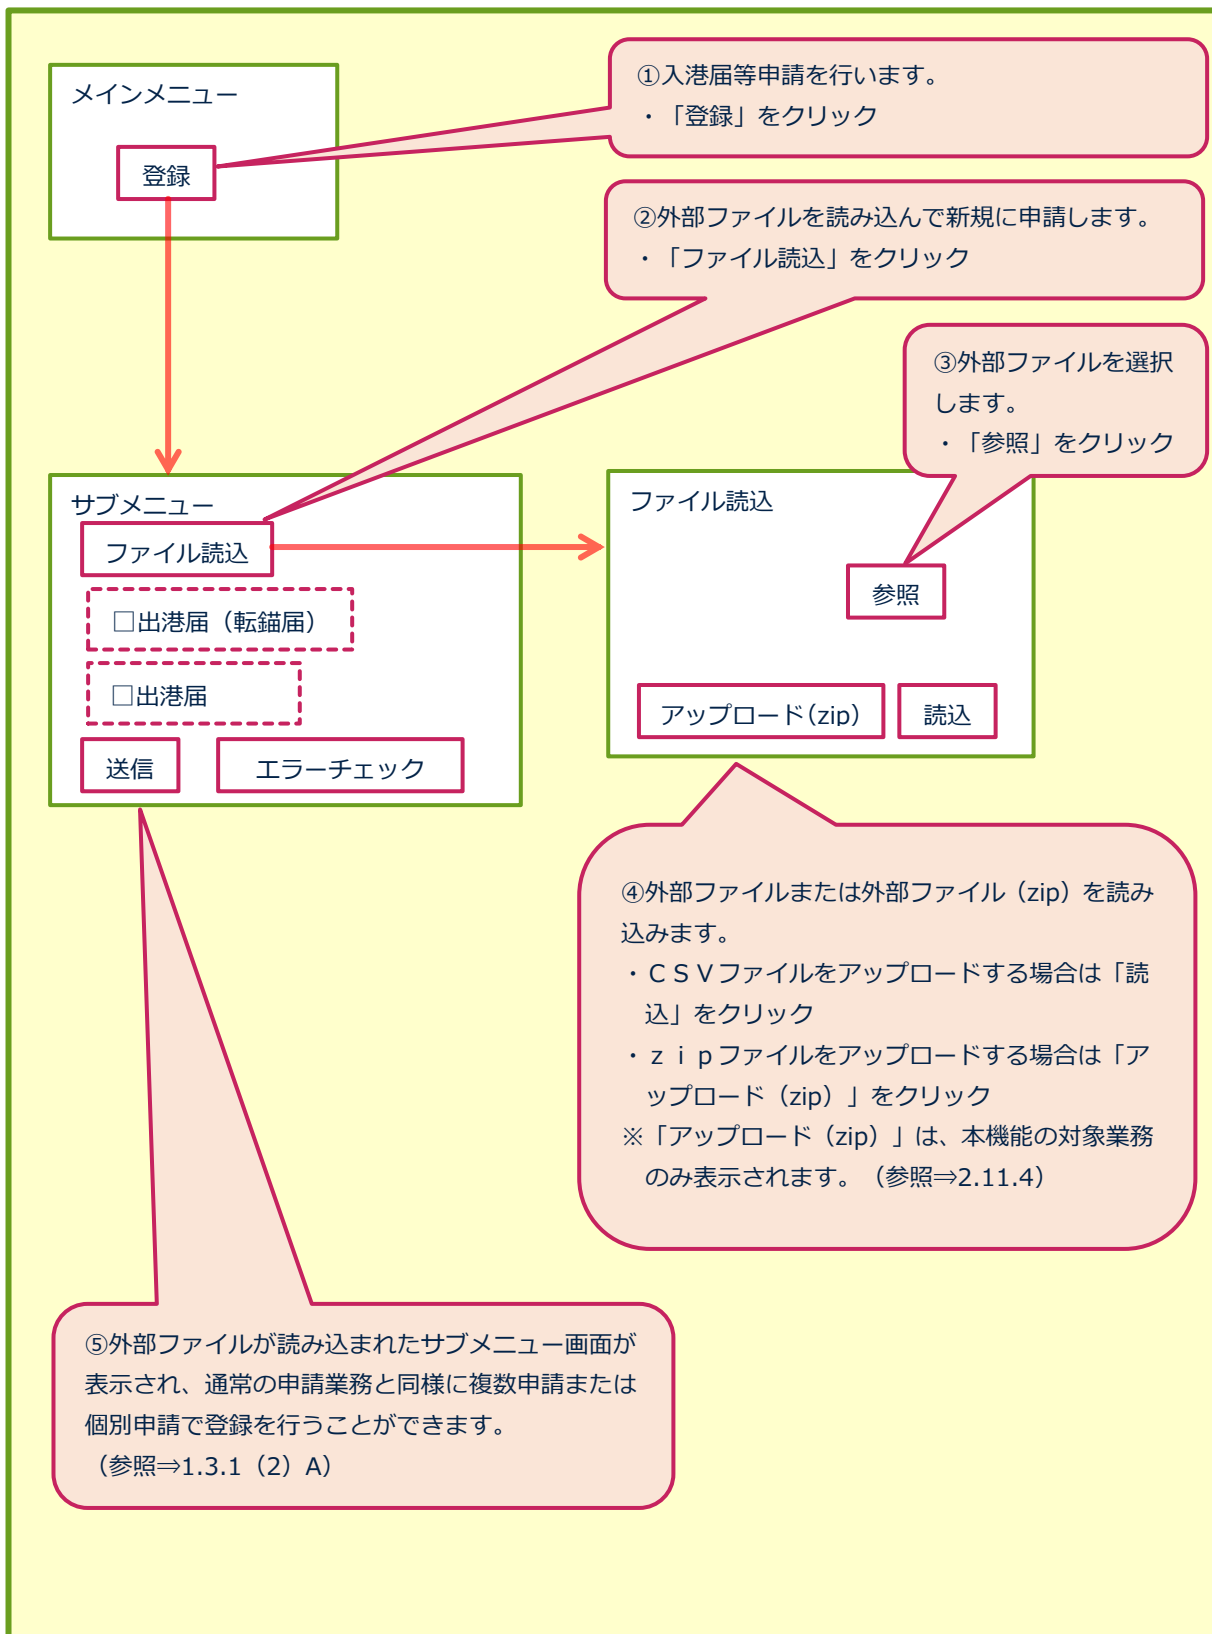 メインメニュー
登録
①入港届等申請を行います。
・「登録」をクリック
②外部ファイルを読み込んで新規に申請します。
・「ファイル読込」をクリック
③外部ファイルを選択
します。
・「参照」をクリック
サブメニュー
ファイル読込
□出港届（転錨届）
□出港届
送信
エラーチェック
ファイル読込
参照
アップロード（zip）
読込
④外部ファイルまたは外部ファイル（zip）を読み
込みます。
・ＣＳＶファイルをアップロードする場合は「読
込」をクリック
・ｚｉｐファイルをアップロードする場合は「ア
ップロード（zip）」をクリック
※「アップロード（zip）」は、本機能の対象業務
のみ表示されます。（参照⇒2.11.4）
⑤外部ファイルが読み込まれたサブメニュー画面が
表示され、通常の申請業務と同様に複数申請または
個別申請で登録を行うことができます。
（参照⇒1.3.1（2）A）